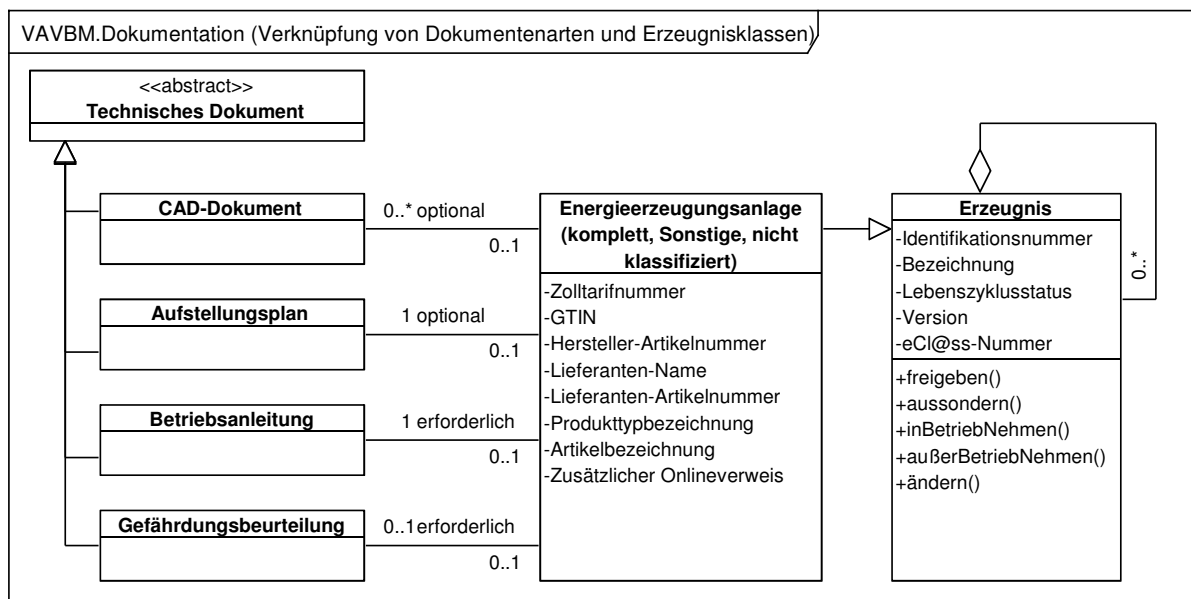 VAVBM.Dokumentation (Verknüpfung von Dokumentenarten und Erzeugnisklassen)
<<abstract>>
Technisches Dokument
CAD-Dokument
0..* optional
0..1
Aufstellungsplan
1 optional
0..1
Betriebsanleitung
1 erforderlich
0..1
Gefährdungsbeurteilung
0..1erforderlich
0..1
Energieerzeugungsanlage
(komplett, Sonstige, nicht
klassifiziert)
-Zolltarifnummer
-GTIN
-Hersteller-Artikelnummer
-Lieferanten-Name
-Lieferanten-Artikelnummer
-Produkttypbezeichnung
-Artikelbezeichnung
-Zusätzlicher Onlineverweis
Erzeugnis
-Identifikationsnummer
-Bezeichnung
-Lebenszyklusstatus
-Version
-eCl@ss-Nummer
+freigeben()
+aussondern()
+inBetriebNehmen()
+außerBetriebNehmen()
+ändern()
0..*